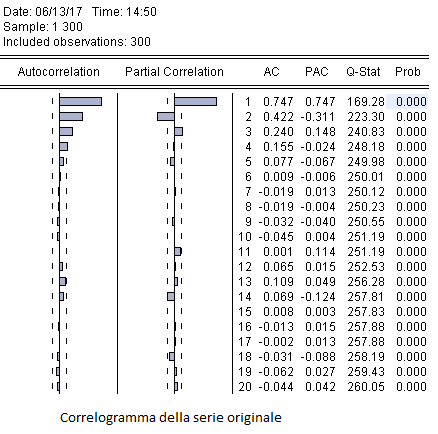 Date: 06/13/17 Time: 14:50
Sample: 1 300
Included observations: 300
Autocorrelation Partial Correlation AC PAC Q-Stat Prob
1 0.747 0.747 169.28 0.000
2 0.422 -0.311 223.30 0.000
3 0.240 0.148 240.83 0.000
4 0.155 -0.024 248.18 0.000
5 0.077 -0.067 249.98 0.000
6 0.009 -0.006 250.01 0.000
7 -0.019 0.013 250.12 0.000
8 -0.019 -0.004 250.23 0.000
9 -0.032 -0.040 250.55 0.000
10 -0.045 0.004 251.19 0.000
11 0.001 0.114 251.19 0.000
12 0.065 0.015 252.53 0.000
13 0.109 0.049 256.28 0.000
14 0.069 -0.124 257.81 0.000
15 0.008 0.003 257.83 0.000
16 -0.013 0.015 257.88 0.000
17 -0.002 0.013 257.88 0.000
18 -0.031 -0.088 258.19 0.000
19 -0.062 0.027 259.43 0.000
20 -0.044 0.042 260.05 0.000
Correlogramma della serie originale